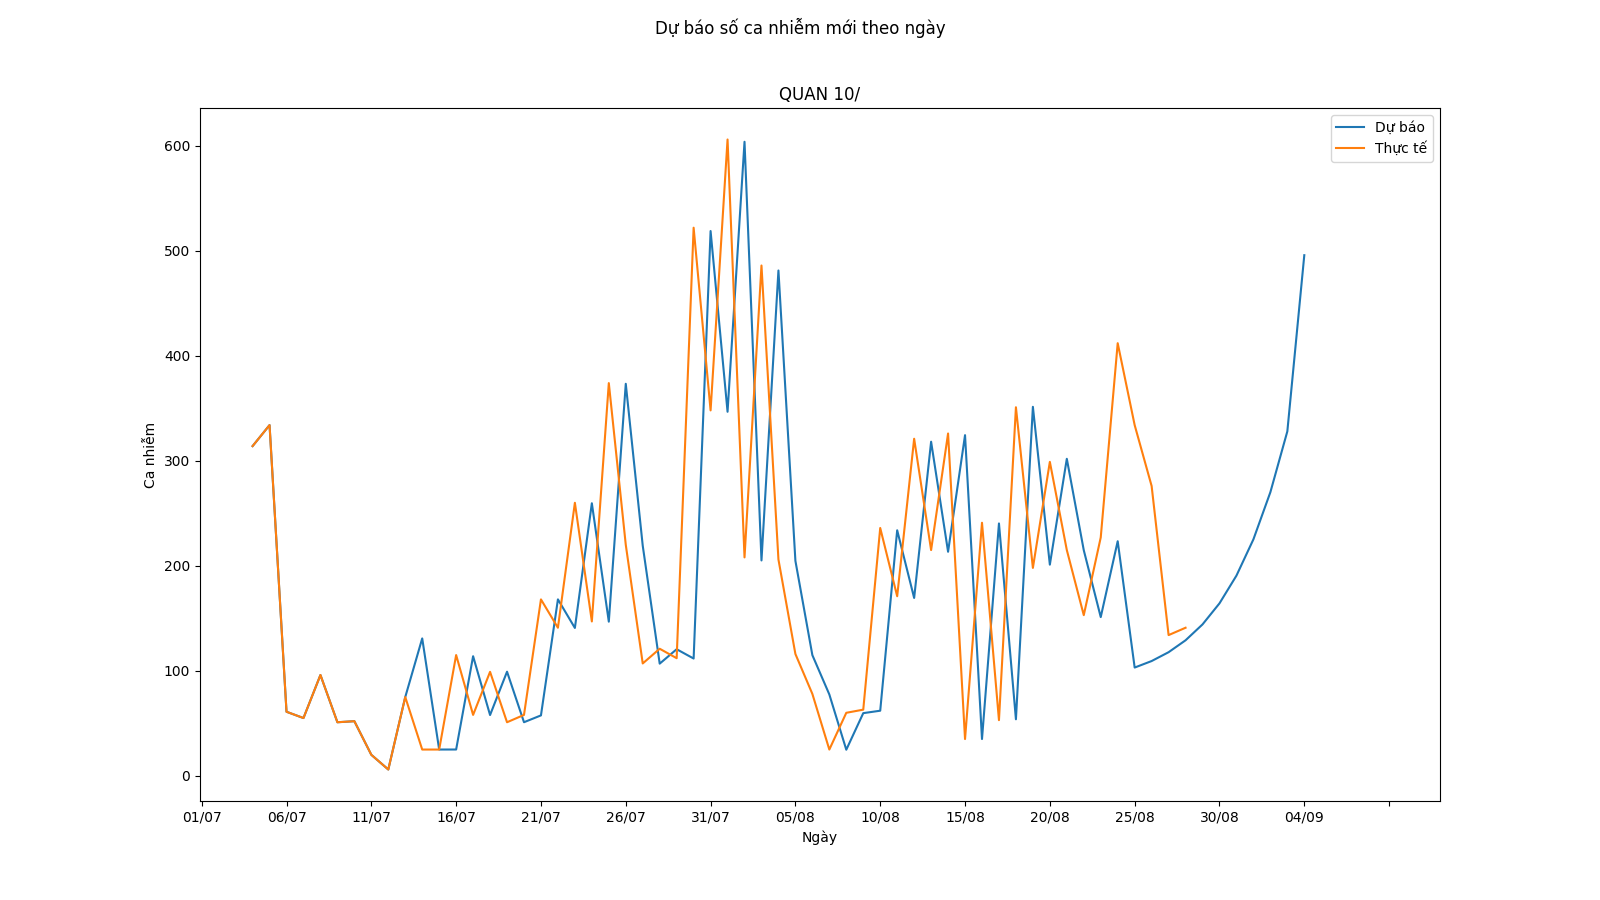 Dự báo số ca nhiễm mới theo ngày
QUAN 10/
Dự báo
Thực tế
600
500
400
300
200
100
0
Ca nhiễm
01/07 06/07 11/07 16/07 21/07 26/07 31/07 05/08 10/08 15/08 20/08 25/08 30/08 04/09
Ngày